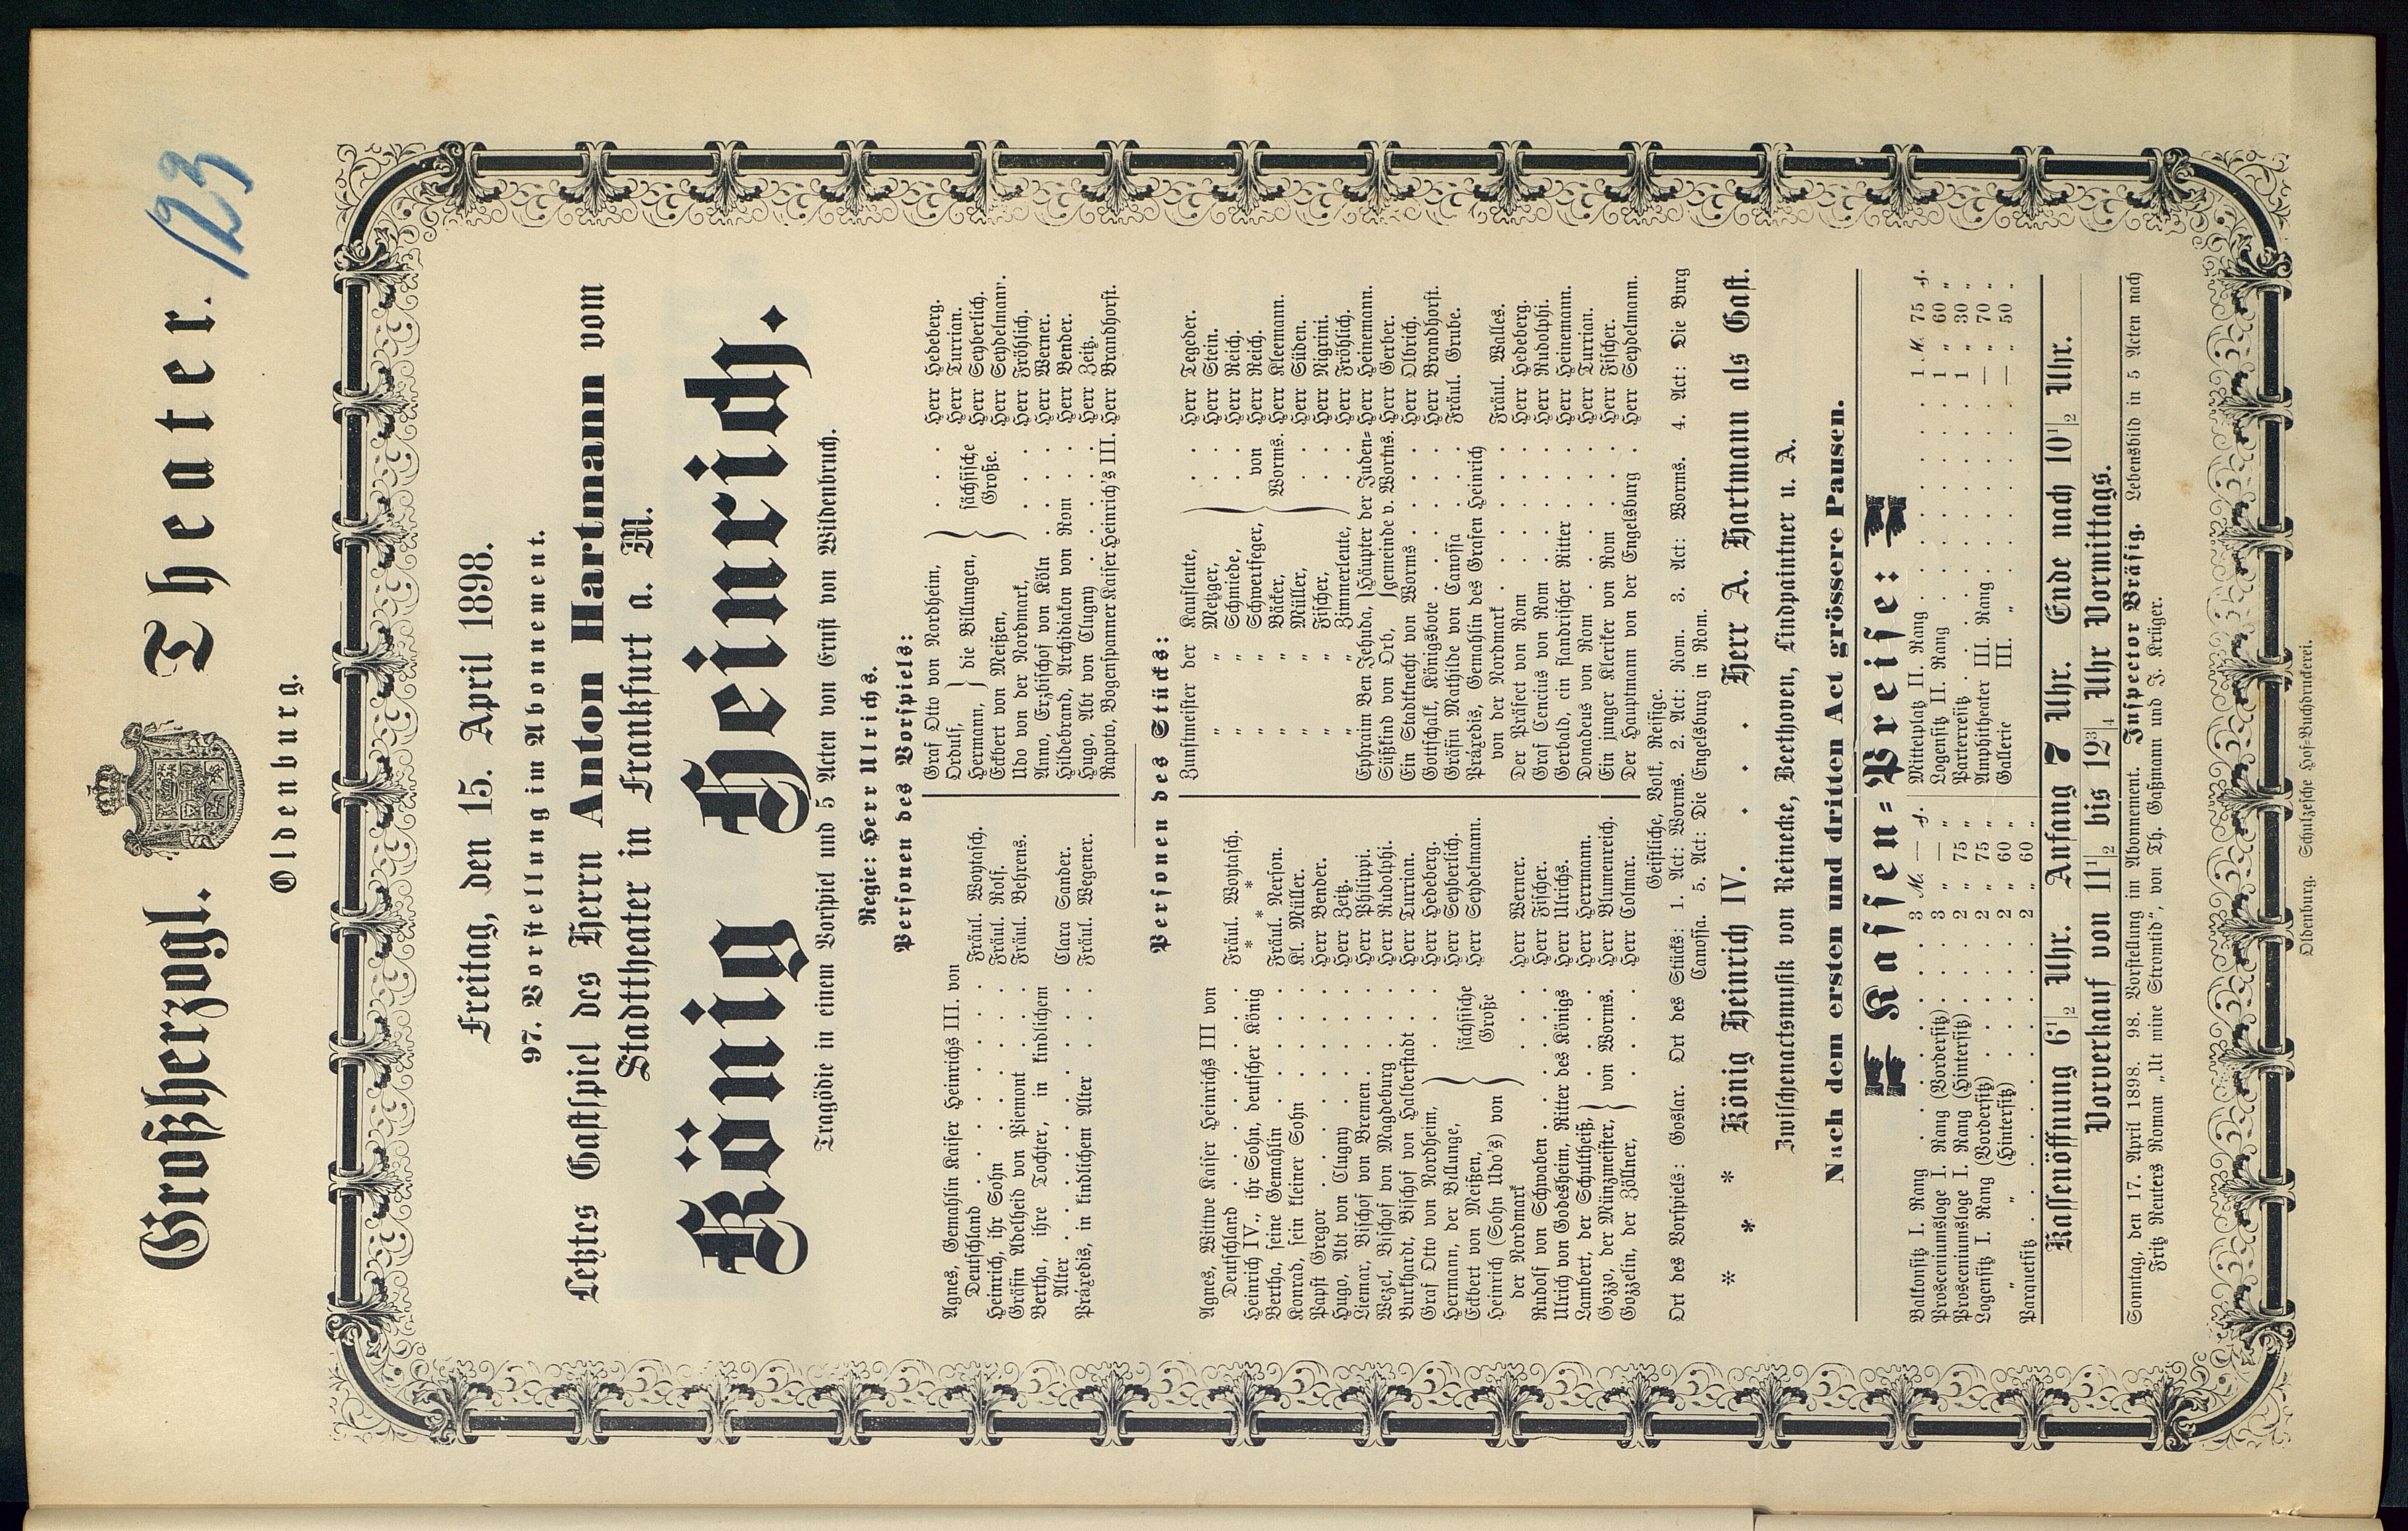 Großherzogl. Theater.
123
Oldenburg.
Freitag, den 15. April 1898.
97. Vorstellung im Abonnement.
Letztes Gastspiel des Herrn Anton Hartmann vom
Stadttheater in Frankfurt a. M.
König Heinrich.
Tragödie in einem Vorspiel und 5 Acten von Ernst von Wildenbruch.
Regie: Herr Ulrichs.
Personen des Vorspiels:
Agnes, Gemahlin Kaiser Heinrichs III. von
Deutschland . . . . . Fräul. Woytasch.
Heinrich, ihr Sohn . . . . . Fräul. Rolf.
Gräfin Adelheid von Piemont . . . Fräul. Behrens.
Bertha, ihre Tochter, in kindlichem
Alter . . . . . Clara Sander.
Präxedis, in kindlichem Alter . . . Fräul. Wegener.
Graf Otto von Nordheim, . . . Herr Hedeberg.
Ordulf, } die Billungen, } sächsische Große. Herr Turrian.
Hermann, Herr Seyberlich.
Eckbert von Meißen, Herr Seydelmann.
Udo von der Nordmark, . . . Herr Fröhlich.
Anno, Erzbischof von Köln . . . . Herr Werner.
Hildebrand, Archidiakon von Rom . . . Herr Bender.
Hugo, Abt von Clugny . . . . Herr Zeitz.
Rapoto, Bogenspanner Kaiser Heinrich's III. Herr Brandhorst.
Personen des Stücks:
Agnes, Wittwe Kaiser Heinrichs III von
Deutschland . . . . . Fräul. Woytasch.
Heinrich IV., ihr Sohn, deutscher König * * *
Bertha, seine Gemahlin . . . . Fräul. Nerson.
Konrad, sein kleiner Sohn . . . . Kl. Müller.
Papst Gregor . . . . . Herr Bender.
Hugo, Abt von Clugny . . . . Herr Zeitz.
Liemar, Bischof von Bremen . . . . Herr Philippi.
Wezel, Bischof von Magdeburg . . . Herr Rudolphi.
Burkhardt, Bischof von Halberstadt . . Herr Turrian.
Graf Otto von Nordheim, } sächsische Große Herr Hedeberg.
Hermann, der Billunge, Herr Seyberlich.
Eckbert von Meißen, Herr Seydelmann.
Heinrich (Sohn Udo's) von
der Nordmark . . Herr Werner.
Rudolf von Schwaben . . . . Herr Fischer.
Ulrich von Godesheim, Ritter des Königs Herr Ulrichs.
Lambert, der Schultheiß, } von Worms. Herr Herrmann.
Gozzo, der Münzmeister, Herr Blumenreich.
Gozzelin, der Zöllner, . . . Herr Colmar.
Zunftmeister der Kaufleute, } von Worms. Herr Tegeder.
" " Metzger, Herr Stein.
" " Schmiede, Herr Reich.
" " Schwertfeger, Herr Reich.
" " Bäcker, Herr Kleemann.
" " Müller, Herr Süden.
" " Fischer, Herr Nigrini.
" " Zimmerleute, Herr Fröhlich.
Ephraim Ben Jehuda, } Häupter der Juden= Herr Heinemann.
Süßkind von Orb, gemeinde v. Worms. Herr Gerber.
Ein Stadtknecht von Worms . . . . Herr Olbrich.
Gottschalk, Königsbote . . . . Herr Brandhorst.
Gräfin Mathilde von Canossa . . . Fräul. Grube.
Präxedis, Gemahlin des Grafen Heinrich
von der Nordmark . . . . Fräul. Walles.
Der Präfect von Rom . . . . Herr Hedeberg.
Graf Cencius von Rom . . . . Herr Rudolphi.
Gerbald, ein flandrischer Ritter . . . Herr Heinemann.
Donadeus von Rom . . . . Herr Turrian.
Ein junger Kleriker von Rom . . . Herr Fischer.
Der Hauptmann von der Engelsburg . . Herr Seydelmann.
Geistliche, Volk, Reisige.
Ort des Vorspiels: Goslar. Ort des Stücks: 1. Act: Worms. 2. Act: Rom. 3. Act: Worms. 4. Act: Die Burg
Canossa. 5. Act: Die Engelsburg in Rom.
* * * König Heinrich IV. . . . Herr A. Hartmann als Gast.
Zwischenactsmusik von Reinecke, Beethoven, Lindpaintner u. A.
Nach dem ersten und dritten Act grössere Pausen.
Kassen=Preise:
Balkonsitz I. Rang . . . . . 3 M. — ₰.
Prosceniumsloge I. Rang (Vordersitz) . . . 3 " — "
Prosceniumsloge I. Rang (Hintersitz) . . . 2 " 75 "
Logensitz I. Rang (Vordersitz) . . . . 2 " 75 "
" " (Hintersitz) . . . . 2 " 60 "
Parquetsitz . . . . . 2 " 60 "
Mittelplatz II. Rang . . . . . 1 M. 75 ₰.
Logensitz II. Rang . . . . . 1 " 60 "
Parterresitz . . . . . 1 " 30 "
Amphitheater III. Rang . . . . — " 70 "
Gallerie III. " . . . . — " 50 "
Kassenöffnung 6 1/2 Uhr. Anfang 7 Uhr. Ende nach 10 1/2 Uhr.
Vorverkauf von 11 1/2 bis 12 3/4 Uhr Vormittags.
Sonntag, den 17. April 1898. 98. Vorstellung im Abonnement. Inspector Bräsig. Lebensbild in 5 Acten nach
Fritz Reuters Roman „Ut mine Stromtid", von Th. Gaßmann und J. Krüger.
Oldenburg. Schulzesche Hof-Buchdruckerei.